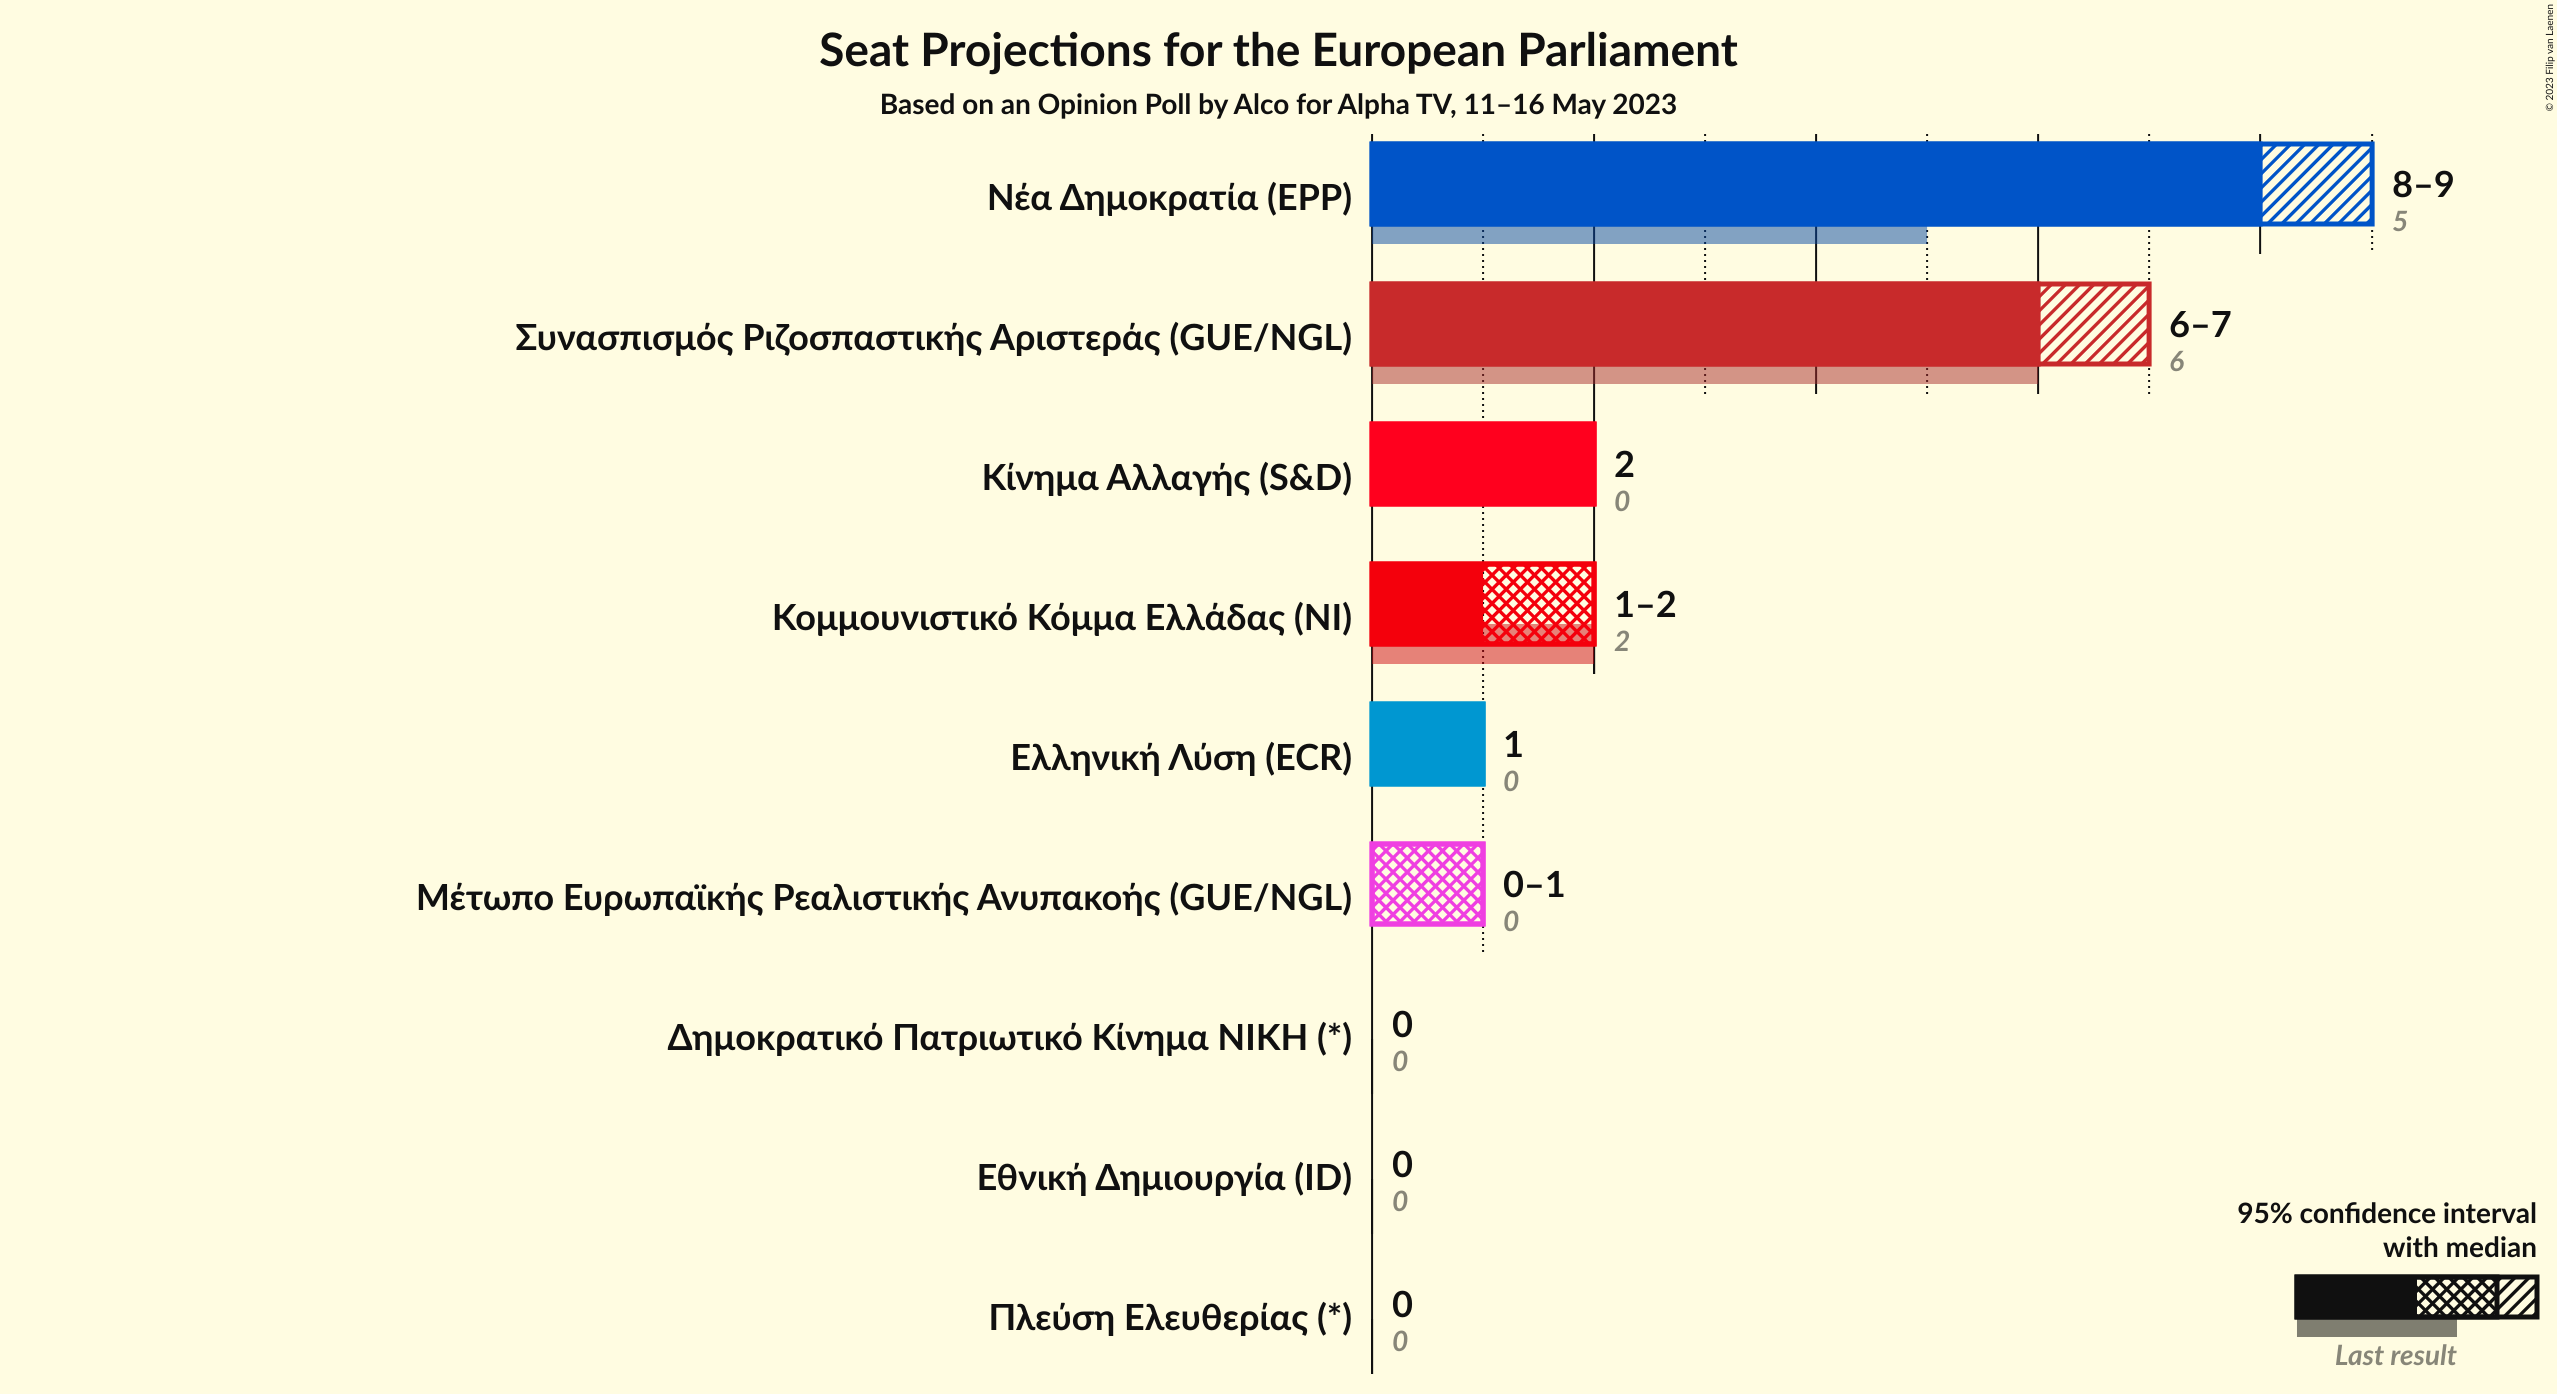 Seat Projections for the European Parliament
Based on an Opinion Poll by Alco for Alpha TV, 11–16 May 2023
© 2023 Filip van Laenen
Νέα Δημοκρατία (EPP)
8–9
5
Συνασπισμός Ριζοσπαστικής Αριστεράς (GUE/NGL)
6–7
6
Κίνημα Αλλαγής (S&D)
2
0
Κομμουνιστικό Κόμμα Ελλάδας (NI)
1–2
2
Ελληνική Λύση (ECR)
1
0
Μέτωπο Ευρωπαϊκής Ρεαλιστικής Ανυπακοής (GUE/NGL)
0–1
0
Δημοκρατικό Πατριωτικό Κίνημα ΝΙΚΗ (*)
0
0
Εθνική Δημιουργία (ID)
0
0
Πλεύση Ελευθερίας (*)
0
0
95% confidence interval
with median
Last result